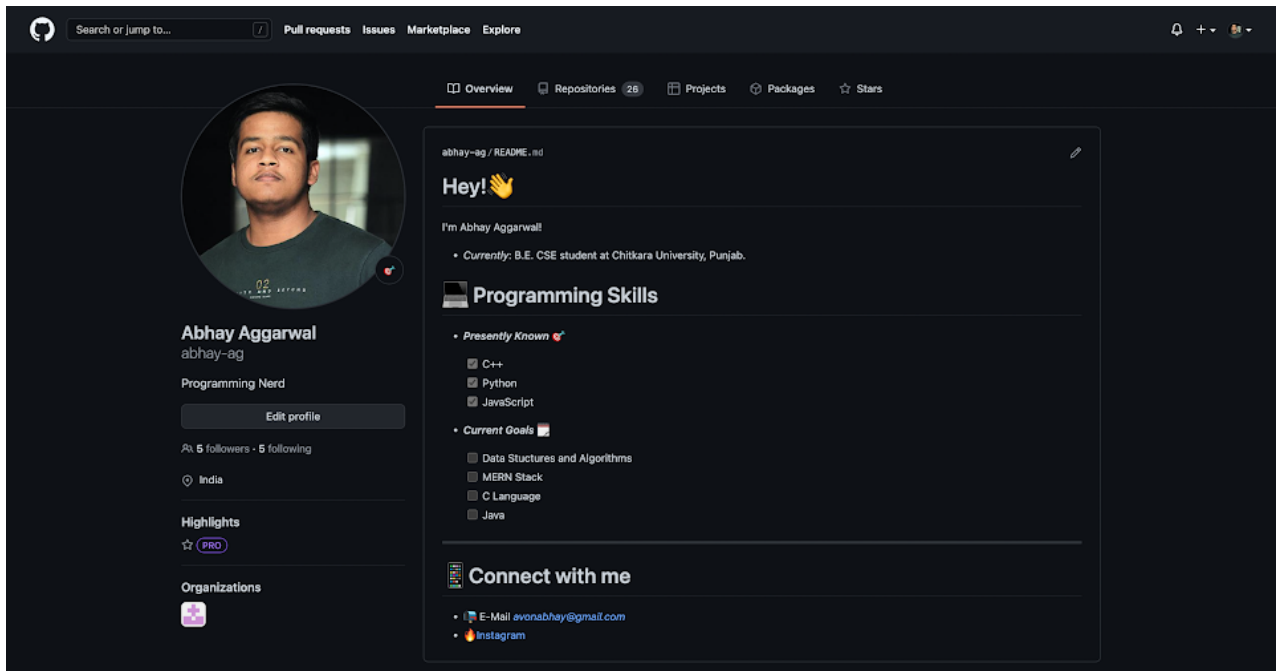 Search or jump to... /
Pull requests Issues Marketplace Explore
Overview Repositories 26 Projects Packages Stars
Abhay Aggarwal
abhay-ag
Programming Nerd
Edit profile
5 followers · 5 following
India
Highlights
PRO
Organizations
abhay-ag / README.md
Hey!👋
I'm Abhay Aggarwal!
• Currently: B.E. CSE student at Chitkara University, Punjab.
💻 Programming Skills
• Presently Known 🎯
C++
Python
JavaScript
• Current Goals 🗓
Data Stuctures and Algorithms
MERN Stack
C Language
Java
📱 Connect with me
• 📬 E-Mail avonabhay@gmail.com
• 🔥Instagram
02